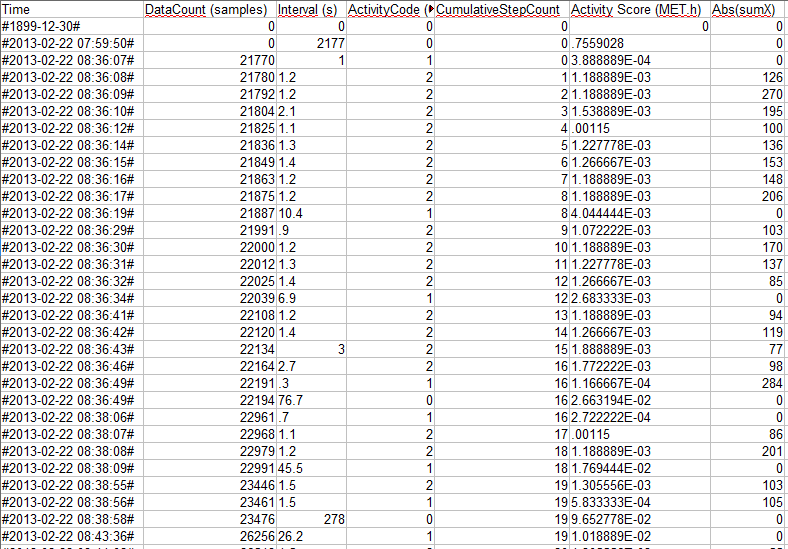 Time DataCount (samples) Interval (s) ActivityCode ( CumulativeStepCount Activity Score (MET.h) Abs(sumX)
#1899-12-30# 0 0 0 0 0 0
#2013-02-22 07:59:50# 0 2177 0 0 .7559028 0
#2013-02-22 08:36:07# 21770 1 1 0 3.888889E-04 0
#2013-02-22 08:36:08# 21780 1.2 2 1 1.188889E-03 126
#2013-02-22 08:36:09# 21792 1.2 2 2 1.188889E-03 270
#2013-02-22 08:36:10# 21804 2.1 2 3 1.538889E-03 195
#2013-02-22 08:36:12# 21825 1.1 2 4 .00115 100
#2013-02-22 08:36:14# 21836 1.3 2 5 1.227778E-03 136
#2013-02-22 08:36:15# 21849 1.4 2 6 1.266667E-03 153
#2013-02-22 08:36:16# 21863 1.2 2 7 1.188889E-03 148
#2013-02-22 08:36:17# 21875 1.2 2 8 1.188889E-03 206
#2013-02-22 08:36:19# 21887 10.4 1 8 4.044444E-03 0
#2013-02-22 08:36:29# 21991 .9 2 9 1.072222E-03 103
#2013-02-22 08:36:30# 22000 1.2 2 10 1.188889E-03 170
#2013-02-22 08:36:31# 22012 1.3 2 11 1.227778E-03 137
#2013-02-22 08:36:32# 22025 1.4 2 12 1.266667E-03 85
#2013-02-22 08:36:34# 22039 6.9 1 12 2.683333E-03 0
#2013-02-22 08:36:41# 22108 1.2 2 13 1.188889E-03 94
#2013-02-22 08:36:42# 22120 1.4 2 14 1.266667E-03 119
#2013-02-22 08:36:43# 22134 3 2 15 1.888889E-03 77
#2013-02-22 08:36:46# 22164 2.7 2 16 1.772222E-03 98
#2013-02-22 08:36:49# 22191 .3 1 16 1.166667E-04 284
#2013-02-22 08:36:49# 22194 76.7 0 16 2.663194E-02 0
#2013-02-22 08:38:06# 22961 .7 1 16 2.722222E-04 0
#2013-02-22 08:38:07# 22968 1.1 2 17 .00115 86
#2013-02-22 08:38:08# 22979 1.2 2 18 1.188889E-03 201
#2013-02-22 08:38:09# 22991 45.5 1 18 1.769444E-02 0
#2013-02-22 08:38:55# 23446 1.5 2 19 1.305556E-03 103
#2013-02-22 08:38:56# 23461 1.5 1 19 5.833333E-04 105
#2013-02-22 08:38:58# 23476 278 0 19 9.652778E-02 0
#2013-02-22 08:43:36# 26256 26.2 1 19 1.018889E-02 0